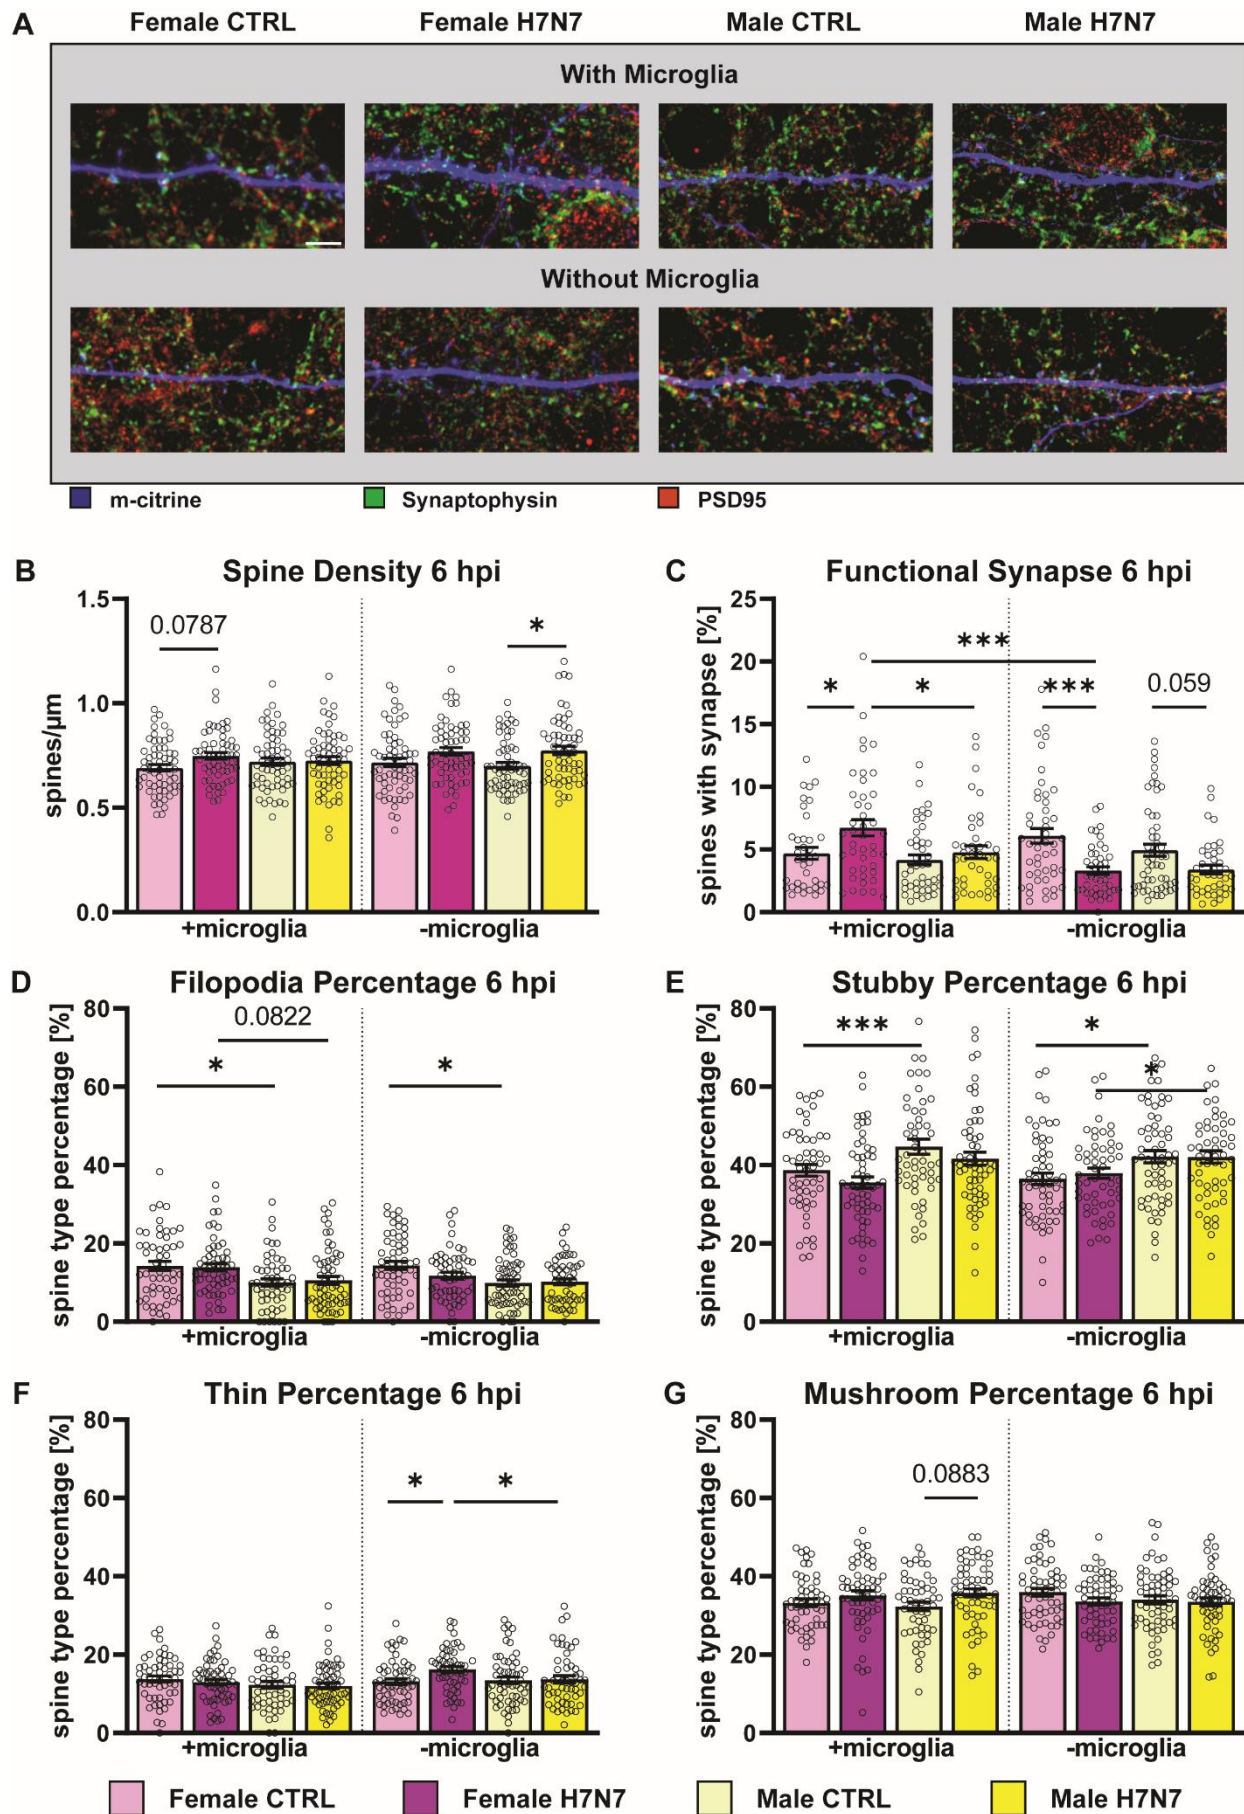 A
Female CTRL Female H7N7 Male CTRL Male H7N7
With Microglia
Without Microglia
m-citrine Synaptophysin PSD95
B Spine Density 6 hpi
spines/µm
1.5
1.0
0.5
0.0
0.0787
*
+microglia -microglia
C Functional Synapse 6 hpi
spines with synapse [%]
25
20
15
10
5
0
***
* * *** 0.059
+microglia -microglia
D Filopodia Percentage 6 hpi
spine type percentage [%]
80
60
40
20
0
0.0822
* *
+microglia -microglia
E Stubby Percentage 6 hpi
spine type percentage [%]
80
60
40
20
0
*** *
*
+microglia -microglia
F Thin Percentage 6 hpi
spine type percentage [%]
80
60
40
20
0
* *
+microglia -microglia
G Mushroom Percentage 6 hpi
spine type percentage [%]
80
60
40
20
0
0.0883
+microglia -microglia
Female CTRL Female H7N7 Male CTRL Male H7N7